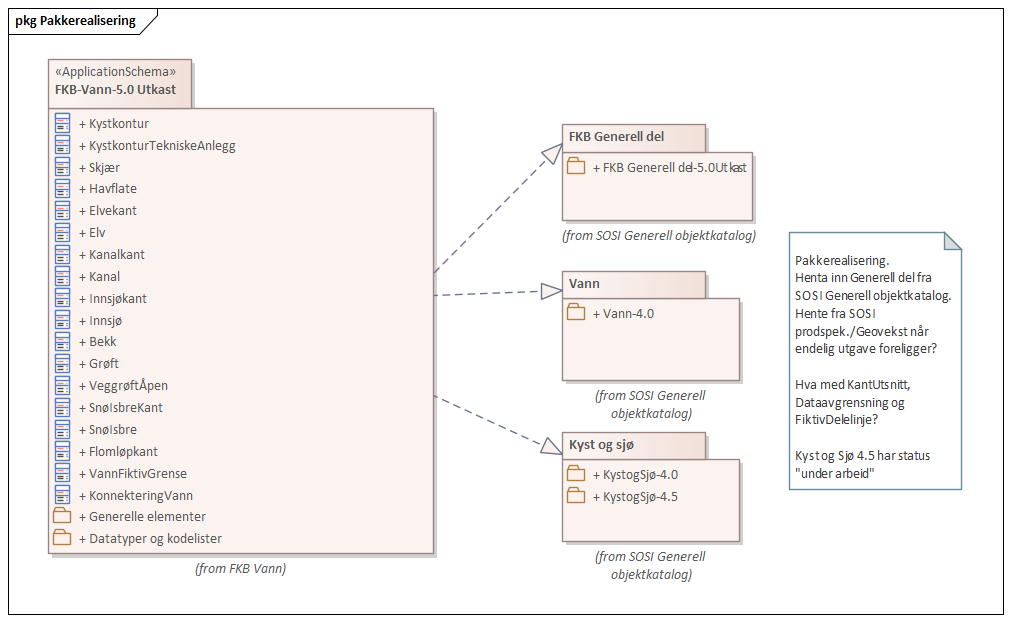 pkg Pakkerealisering
«ApplicationSchema»
FKB-Vann-5.0 Utkast
+ Kystkontur
+ KystkonturTekniskeAnlegg
+ Skjær
+ Havflate
+ Elvekant
+ Elv
+ Kanalkant
+ Kanal
+ Innsjøkant
+ Innsjø
+ Bekk
+ Grøft
+ VeggrøftÅpen
+ SnøIsbreKant
+ SnøIsbre
+ Flomløpkant
+ VannFiktivGrense
+ KonnekteringVann
+ Generelle elementer
+ Datatyper og kodelister
(from FKB Vann)
FKB Generell del
+ FKB Generell del-5.0Utkast
(from SOSI Generell objektkatalog)
Vann
+ Vann-4.0
(from SOSI Generell
objektkatalog)
Kyst og sjø
+ KystogSjø-4.0
+ KystogSjø-4.5
(from SOSI Generell
objektkatalog)
Pakkerealisering.
Henta inn Generell del fra
SOSI Generell objektkatalog.
Hente fra SOSI
prodspek./Geovekst når
endelig utgave foreligger?
Hva med KantUtsnitt,
Dataavgrensning og
FiktivDelelinje?
Kyst og Sjø 4.5 har status
"under arbeid"